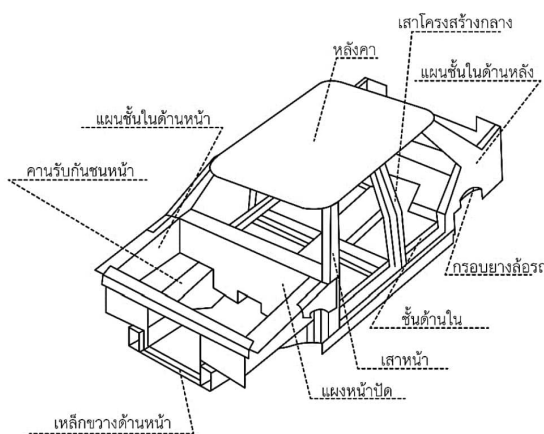 เสาโครงสร้างกลาง
หลังคา
แผนชั้นในด้านหลัง
แผนชั้นในด้านหน้า
คานรับกันชนหน้า
กรอบยางล้อรถ
ชั้นด้านใน
เสาหน้า
แผงหน้าปัด
เหล็กขวางด้านหน้า